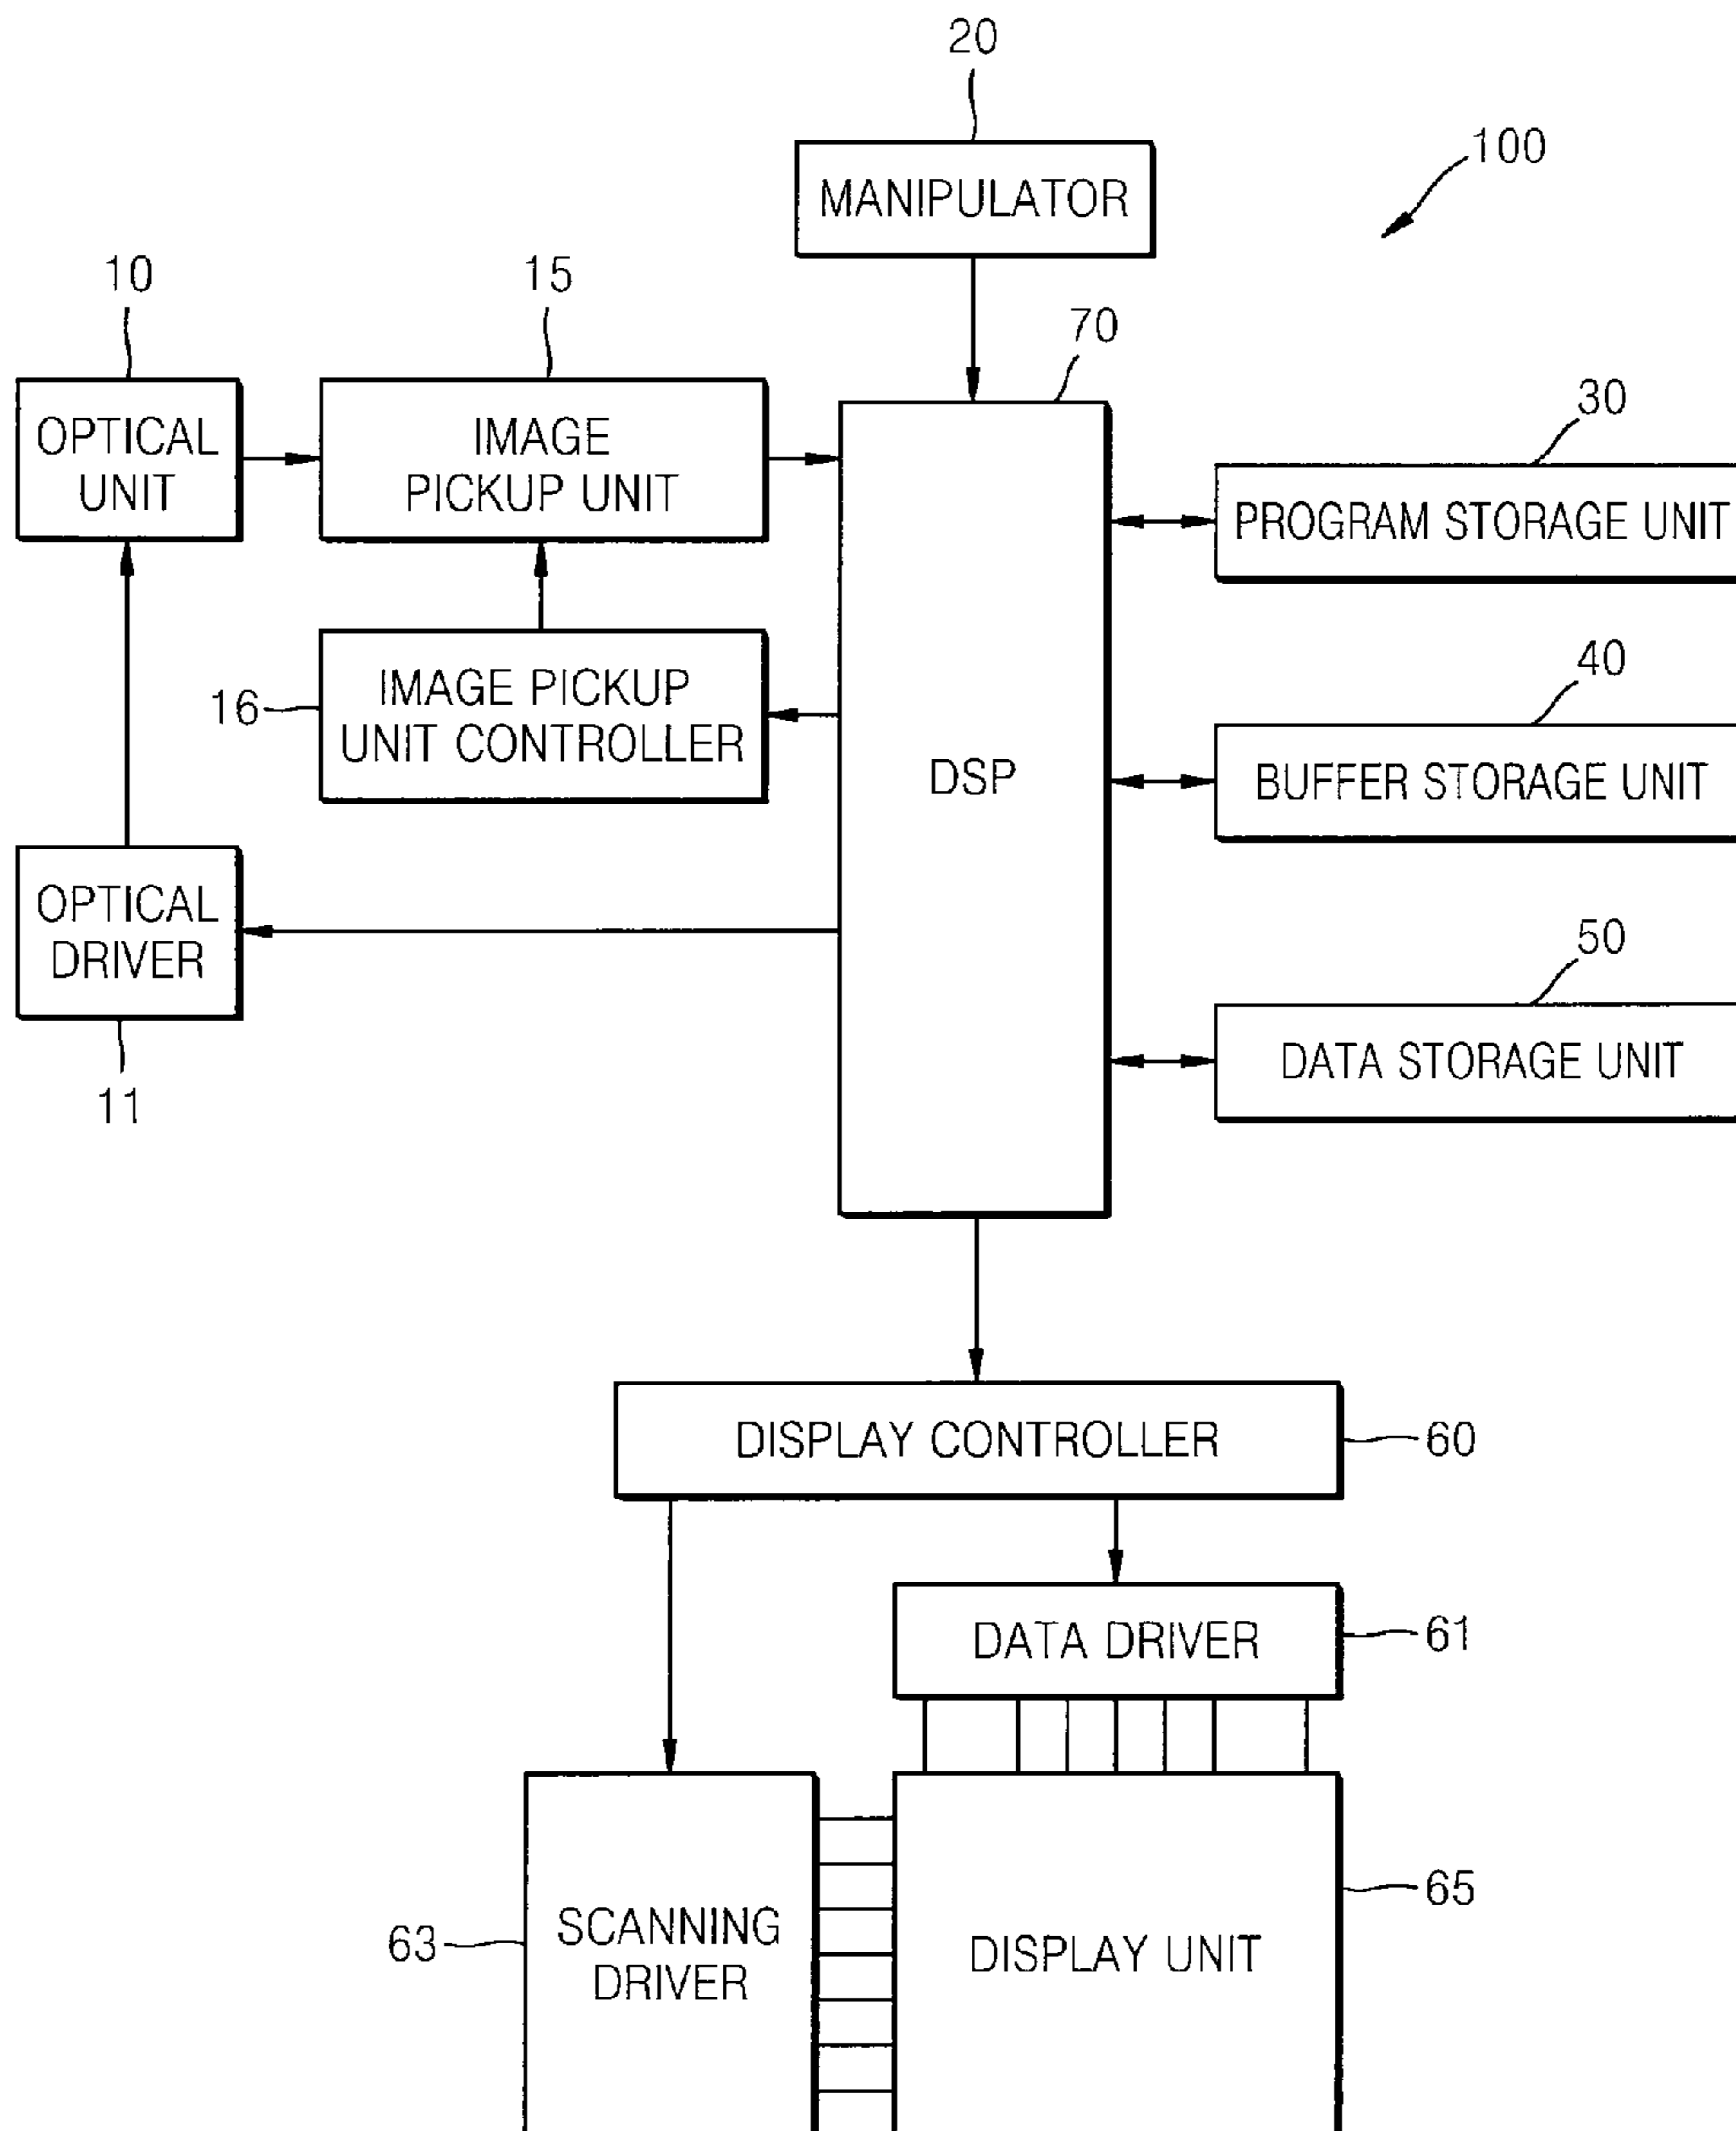 20
MANIPULATOR
100
10
15
70
OPTICAL
UNIT
IMAGE
PICKUP UNIT
30
PROGRAM STORAGE UNIT
16
IMAGE PICKUP
UNIT CONTROLLER
DSP
40
BUFFER STORAGE UNIT
OPTICAL
DRIVER
11
50
DATA STORAGE UNIT
DISPLAY CONTROLLER
60
DATA DRIVER
61
63
SCANNING
DRIVER
DISPLAY UNIT
65